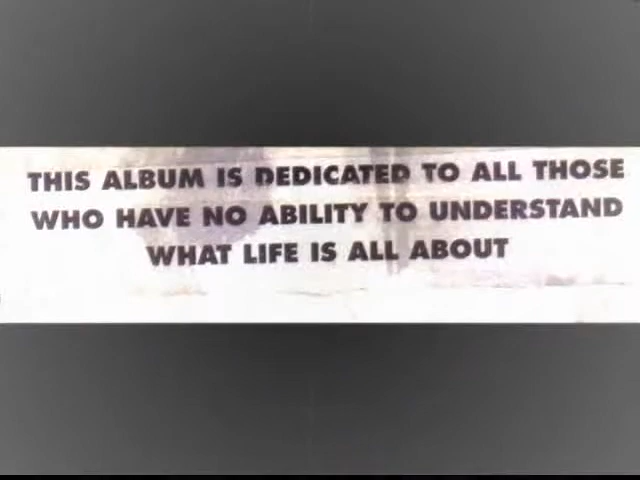 THIS ALBUM IS DEDICATED TO ALL THOSE
WHO HAVE NO ABILITY TO UNDERSTAND
WHAT LIFE IS ALL ABOUT